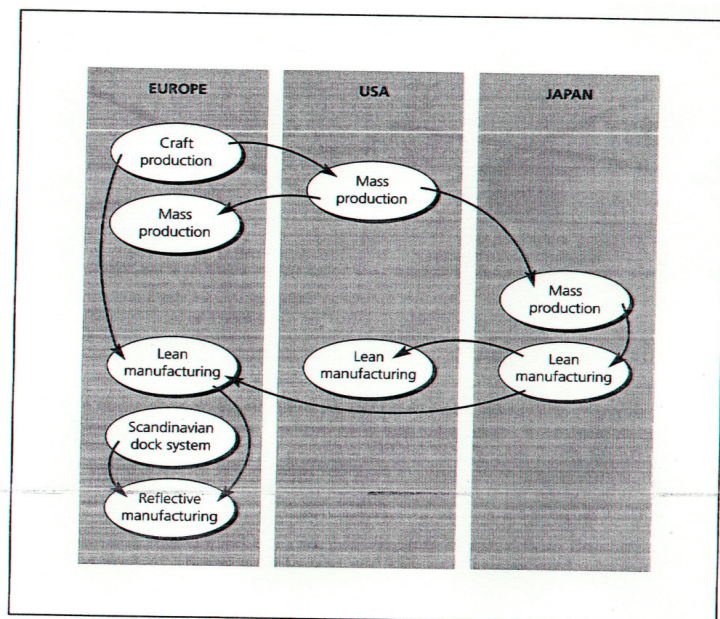 EUROPE
USA
JAPAN
Craft
production
Mass
production
Mass
production
Mass
production
Lean
manufacturing
Lean
manufacturing
Lean
manufacturing
Scandinavian
dock system
Reflective
manufacturing